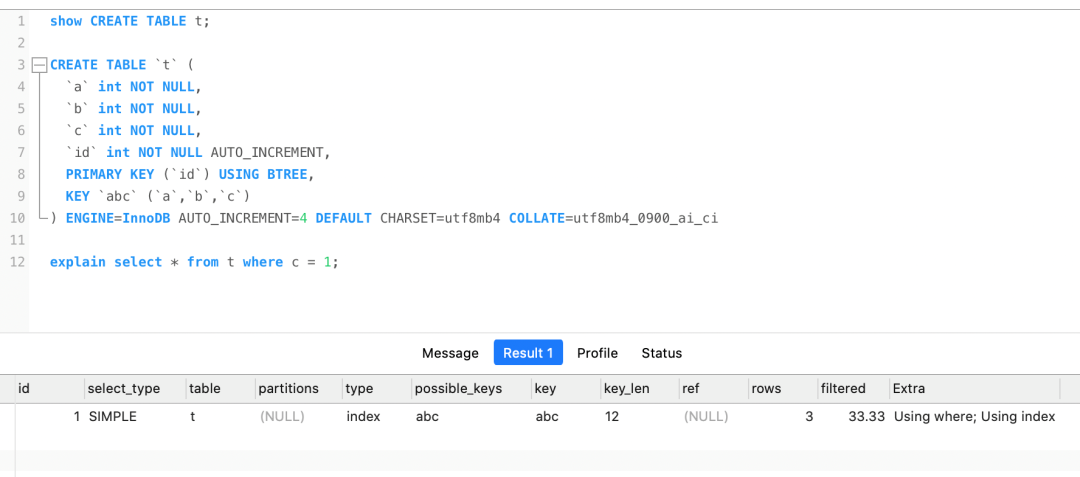 1 show CREATE TABLE t;
2
3 CREATE TABLE `t` (
4 `a` int NOT NULL,
5 `b` int NOT NULL,
6 `c` int NOT NULL,
7 `id` int NOT NULL AUTO_INCREMENT,
8 PRIMARY KEY (`id`) USING BTREE,
9 KEY `abc` (`a`,`b`,`c`)
10 ) ENGINE=InnoDB AUTO_INCREMENT=4 DEFAULT CHARSET=utf8mb4 COLLATE=utf8mb4_0900_ai_ci
11
12 explain select * from t where c = 1;
Message Result 1 Profile Status
id select_type table partitions type possible_keys key key_len ref rows filtered Extra
1 SIMPLE t (NULL) index abc abc 12 (NULL) 3 33.33 Using where; Using index